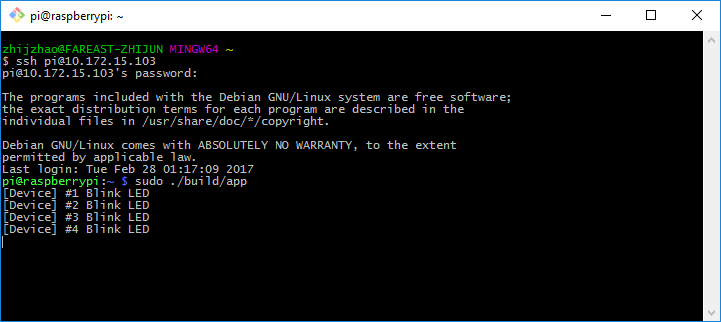 pi@raspberrypi: ~
zhijzhao@FAREAST-ZHIJUN MINGW64 ~
$ ssh pi@10.172.15.103
pi@10.172.15.103's password:
The programs included with the Debian GNU/Linux system are free software;
the exact distribution terms for each program are described in the
individual files in /usr/share/doc/*/copyright.
Debian GNU/Linux comes with ABSOLUTELY NO WARRANTY, to the extent
permitted by applicable law.
Last login: Tue Feb 28 01:17:09 2017
pi@raspberrypi:~ $ sudo ./build/app
[Device] #1 Blink LED
[Device] #2 Blink LED
[Device] #3 Blink LED
[Device] #4 Blink LED